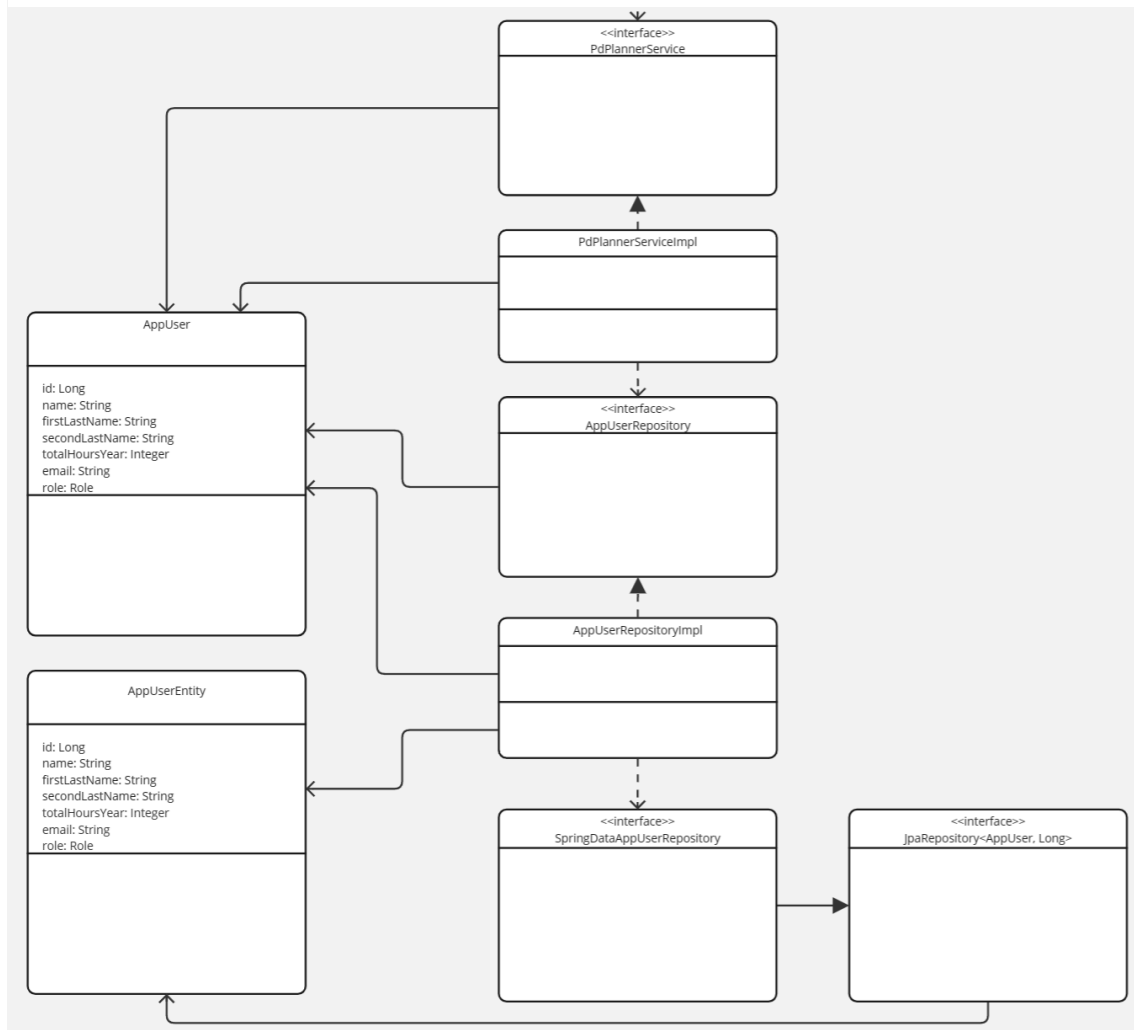 <<interface>>
PdPlannerService
PdPlannerServiceImpl
AppUser
id: Long
name: String
firstLastName: String
secondLastName: String
totalHoursYear: Integer
email: String
role: Role
<<interface>>
AppUserRepository
AppUserRepositoryImpl
AppUserEntity
id: Long
name: String
firstLastName: String
secondLastName: String
totalHoursYear: Integer
email: String
role: Role
<<interface>>
SpringDataAppUserRepository
<<interface>>
JpaRepository<AppUser, Long>